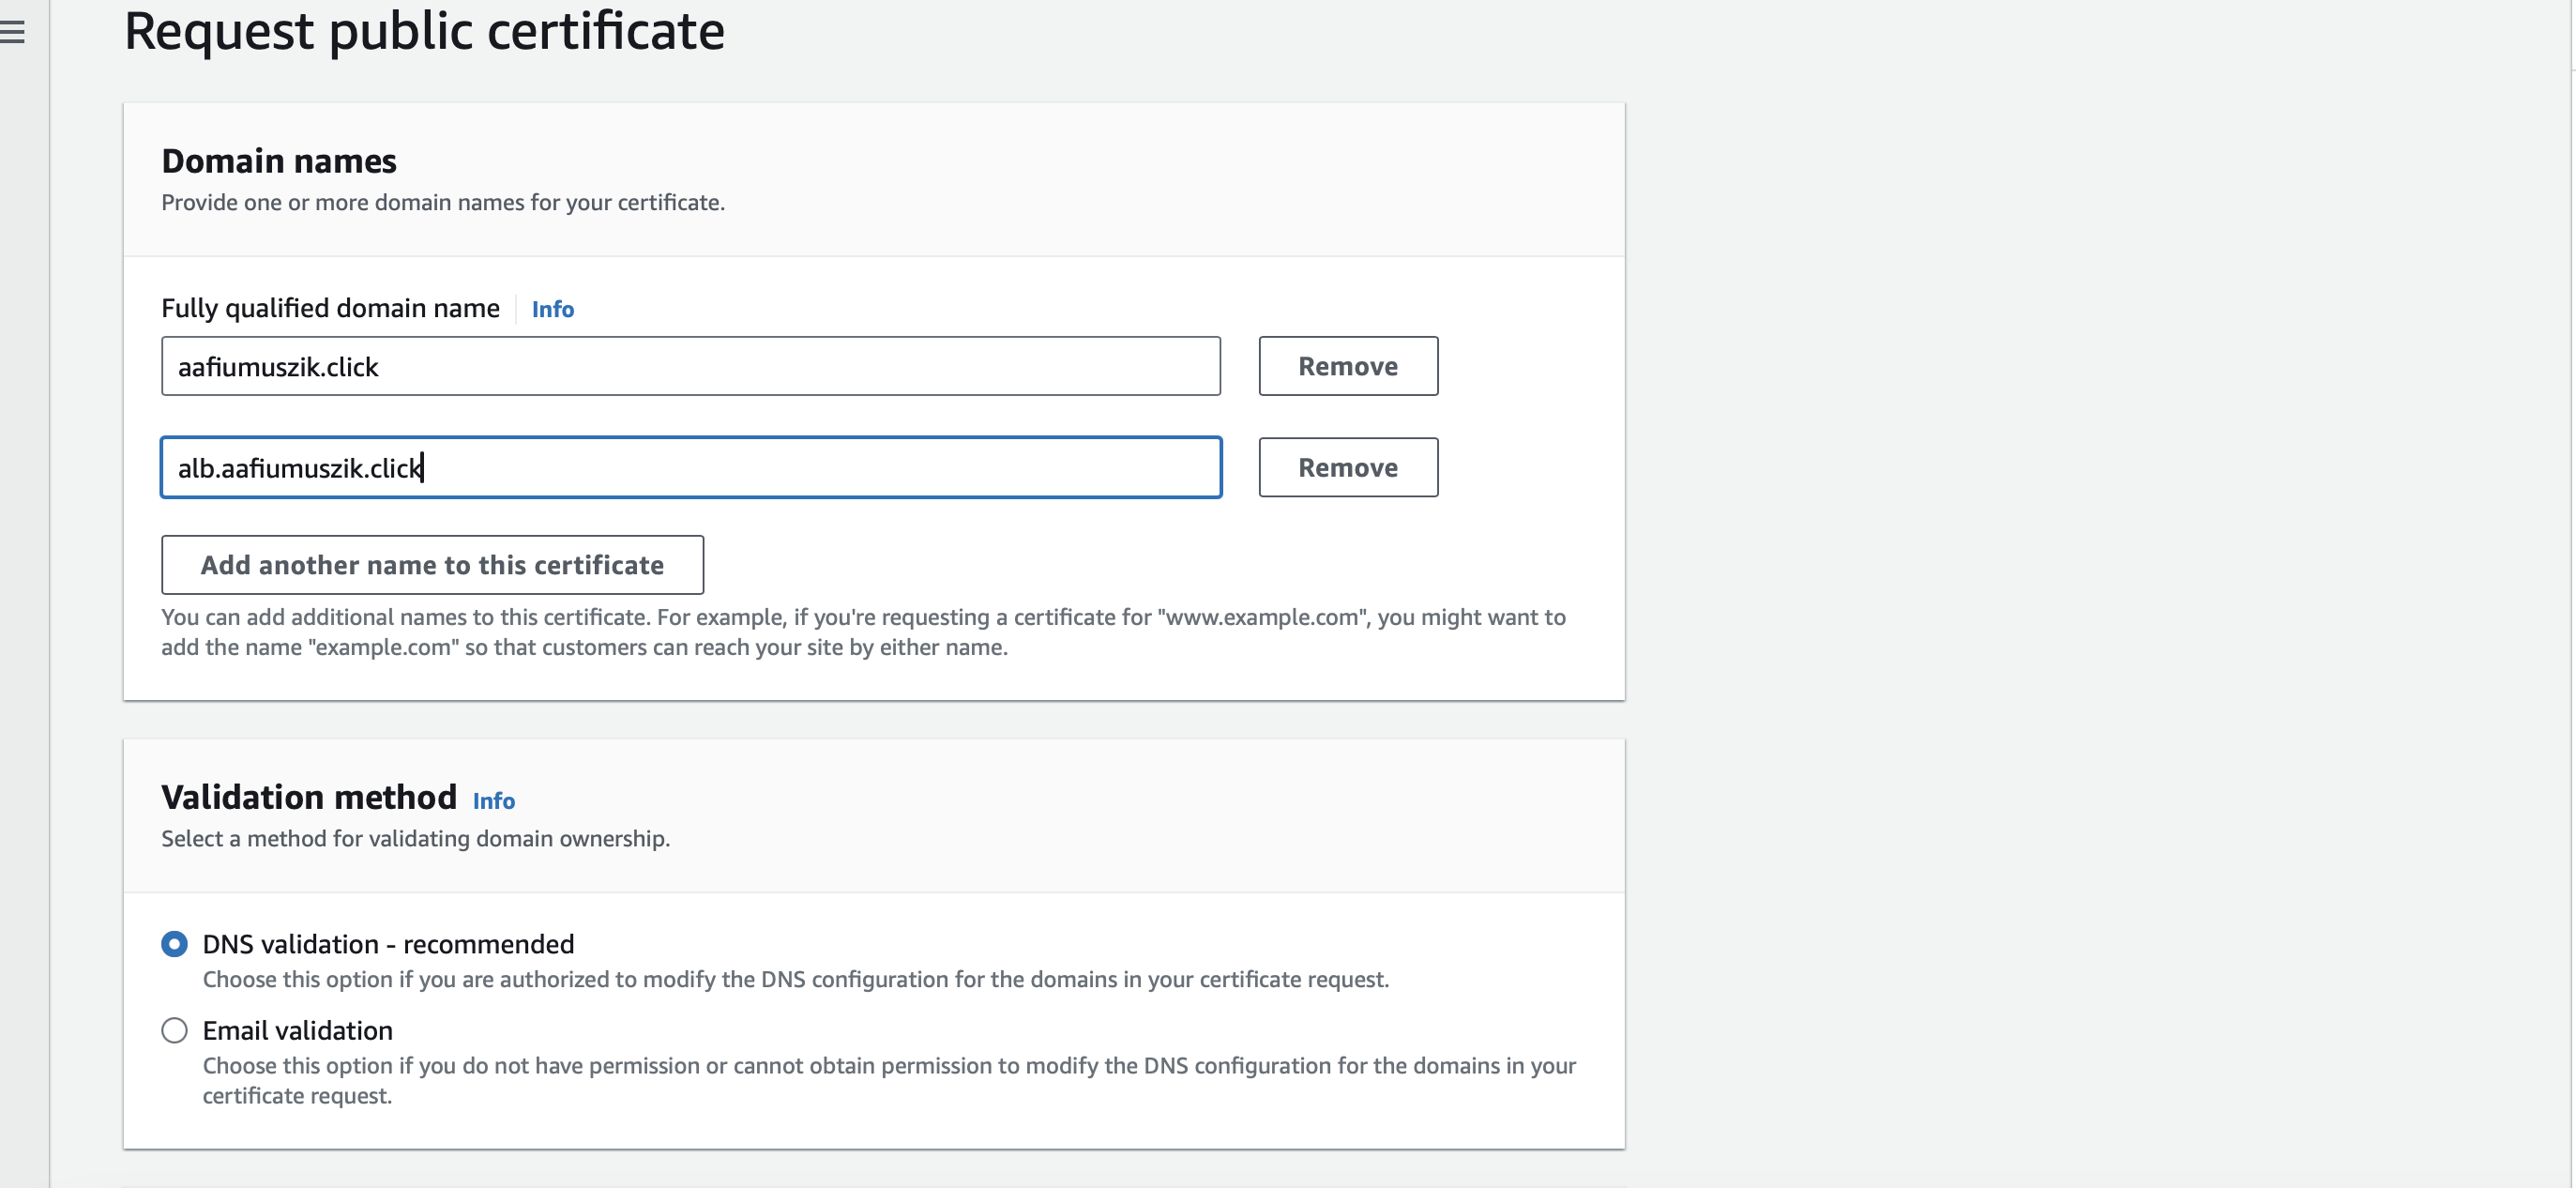 Request public certificate
Domain names
Provide one or more domain names for your certificate.
Fully qualified domain name
Info
aafiumuszik.click
Remove
alb.aafiumuszik.click
Remove
Add another name to this certificate
You can add additional names to this certificate. For example, if you're requesting a certificate for "www.example.com", you might want to
add the name "example.com" so that customers can reach your site by either name.
Validation method Info
Select a method for validating domain ownership.
DNS validation - recommended
Choose this option if you are authorized to modify the DNS configuration for the domains in your certificate request.
Email validation
Choose this option if you do not have permission or cannot obtain permission to modify the DNS configuration for the domains in your
certificate request.